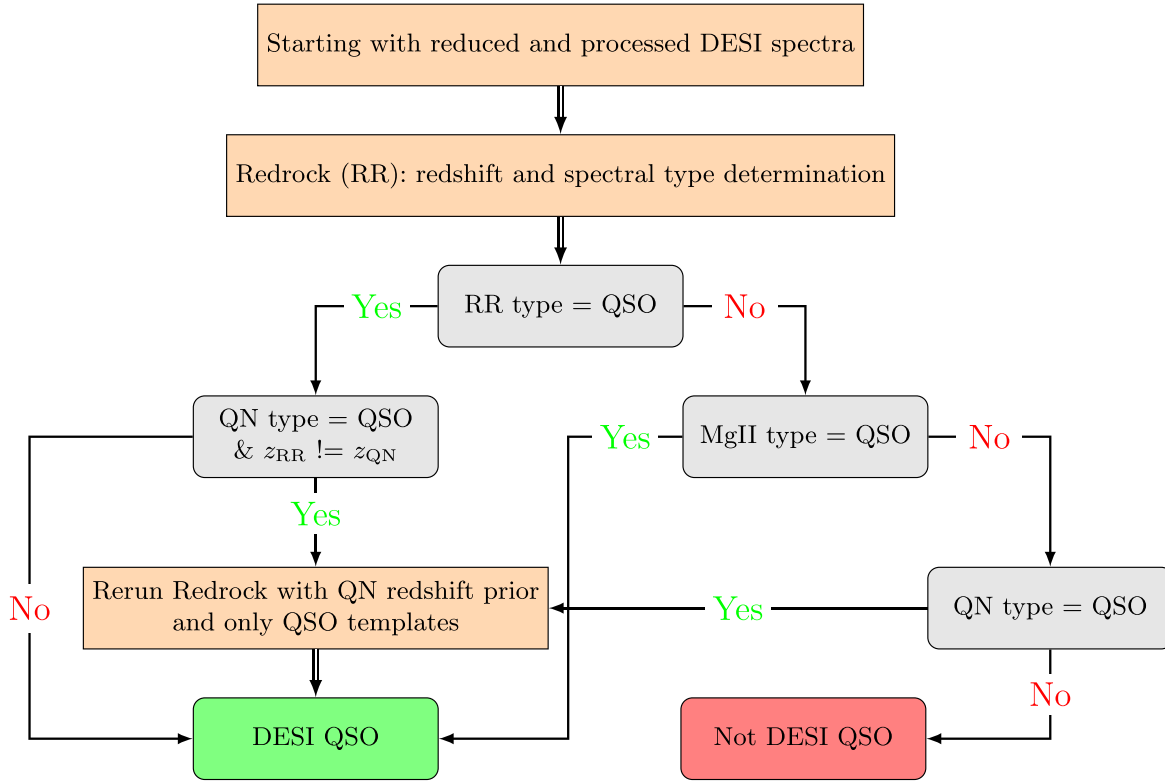 Starting with reduced and processed DESI spectra
Redrock (RR): redshift and spectral type determination
Yes
RR type = QSO
No
QN type = QSO
& z_RR != z_QN
Yes
MgII type = QSO
No
Yes
Rerun Redrock with QN redshift prior
and only QSO templates
No
Yes
QN type = QSO
No
DESI QSO
Not DESI QSO